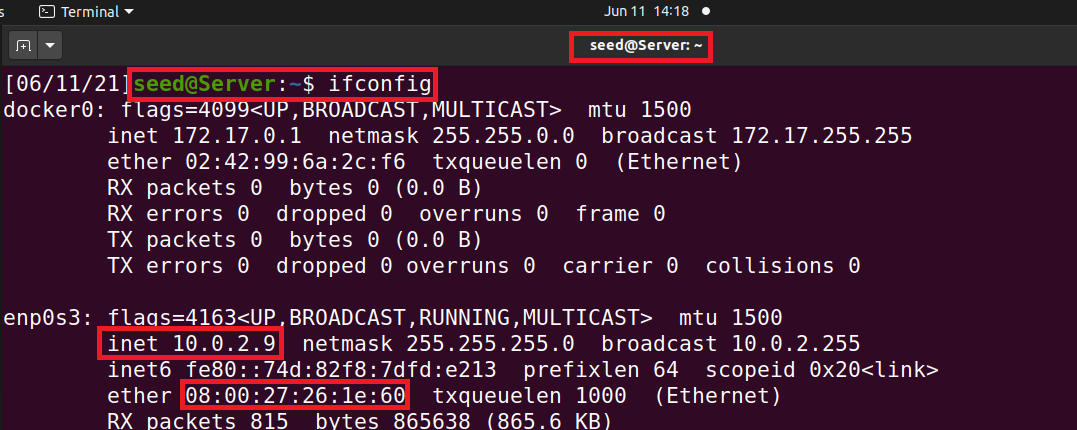 s Terminal Jun 11 14:18
seed@Server: ~
[06/11/21]seed@Server:~$ ifconfig
docker0: flags=4099<UP,BROADCAST,MULTICAST>  mtu 1500
        inet 172.17.0.1  netmask 255.255.0.0  broadcast 172.17.255.255
        ether 02:42:99:6a:2c:f6  txqueuelen 0  (Ethernet)
        RX packets 0  bytes 0 (0.0 B)
        RX errors 0  dropped 0  overruns 0  frame 0
        TX packets 0  bytes 0 (0.0 B)
        TX errors 0  dropped 0 overruns 0  carrier 0  collisions 0
enp0s3: flags=4163<UP,BROADCAST,RUNNING,MULTICAST>  mtu 1500
        inet 10.0.2.9  netmask 255.255.255.0  broadcast 10.0.2.255
        inet6 fe80::74d:82f8:7dfd:e213  prefixlen 64  scopeid 0x20<link>
        ether 08:00:27:26:1e:60  txqueuelen 1000  (Ethernet)
        RX packets 815  bytes 865638 (865.6 KB)